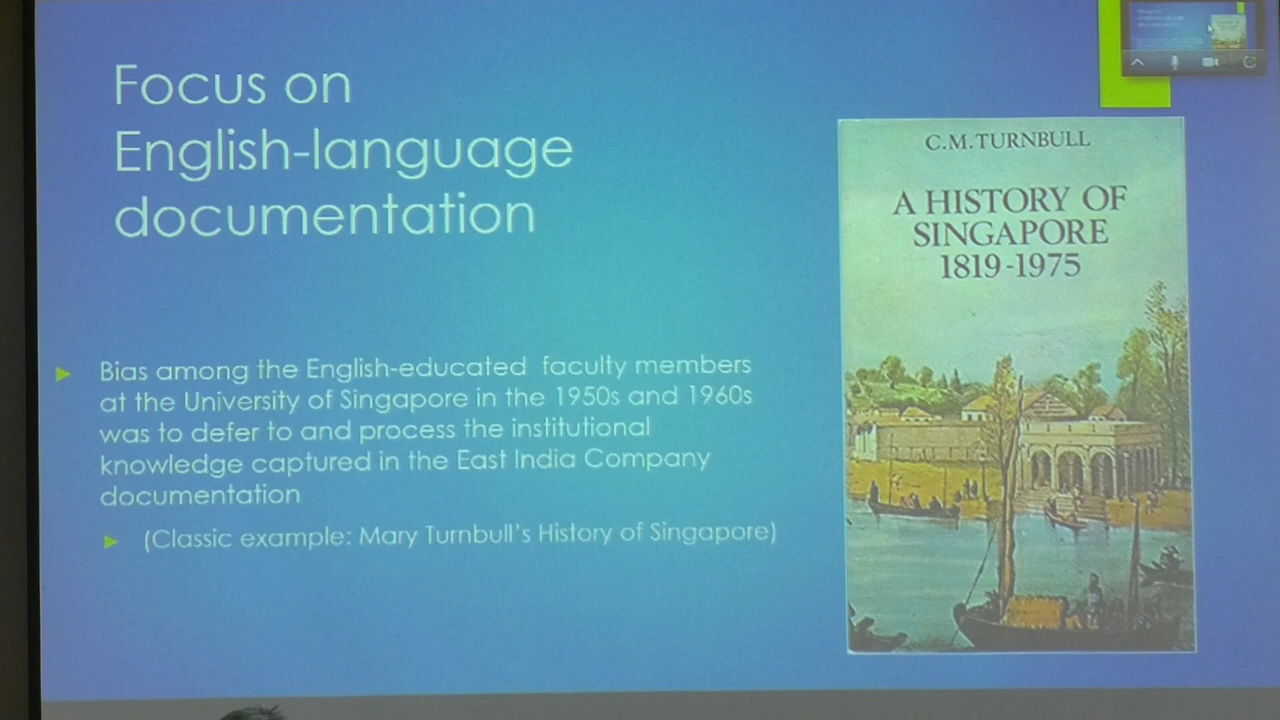 Focus on
English-language
documentation
Bias among the English-educated faculty members
at the University of Singapore in the 1950s and 1960s
was to defer to and process the institutional
knowledge captured in the East India Company
documentation
(Classic example: Mary Turnbull's History of Singapore)
C.M. TURNBULL
A HISTORY OF
SINGAPORE
1819-1975